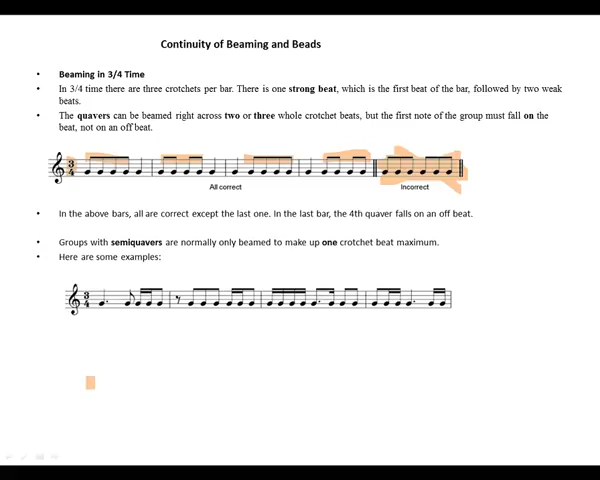 Continuity of Beaming and Beads
• Beaming in 3/4 Time
• In 3/4 time there are three crotchets per bar. There is one strong beat, which is the first beat of the bar, followed by two weak
beats.
• The quavers can be beamed right across two or three whole crotchet beats, but the first note of the group must fall on the
beat, not on an off beat.
3
4
All correct Incorrect
• In the above bars, all are correct except the last one. In the last bar, the 4th quaver falls on an off beat.
• Groups with semiquavers are normally only beamed to make up one crotchet beat maximum.
• Here are some examples:
3
4